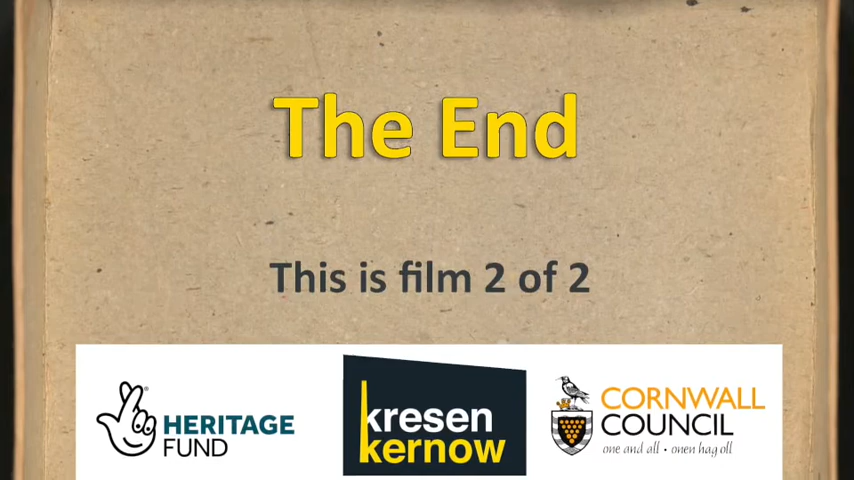 The End
This is film 2 of 2
HERITAGE
FUND
kresen
kernow
CORNWALL
COUNCIL
one and all • onen hag oll